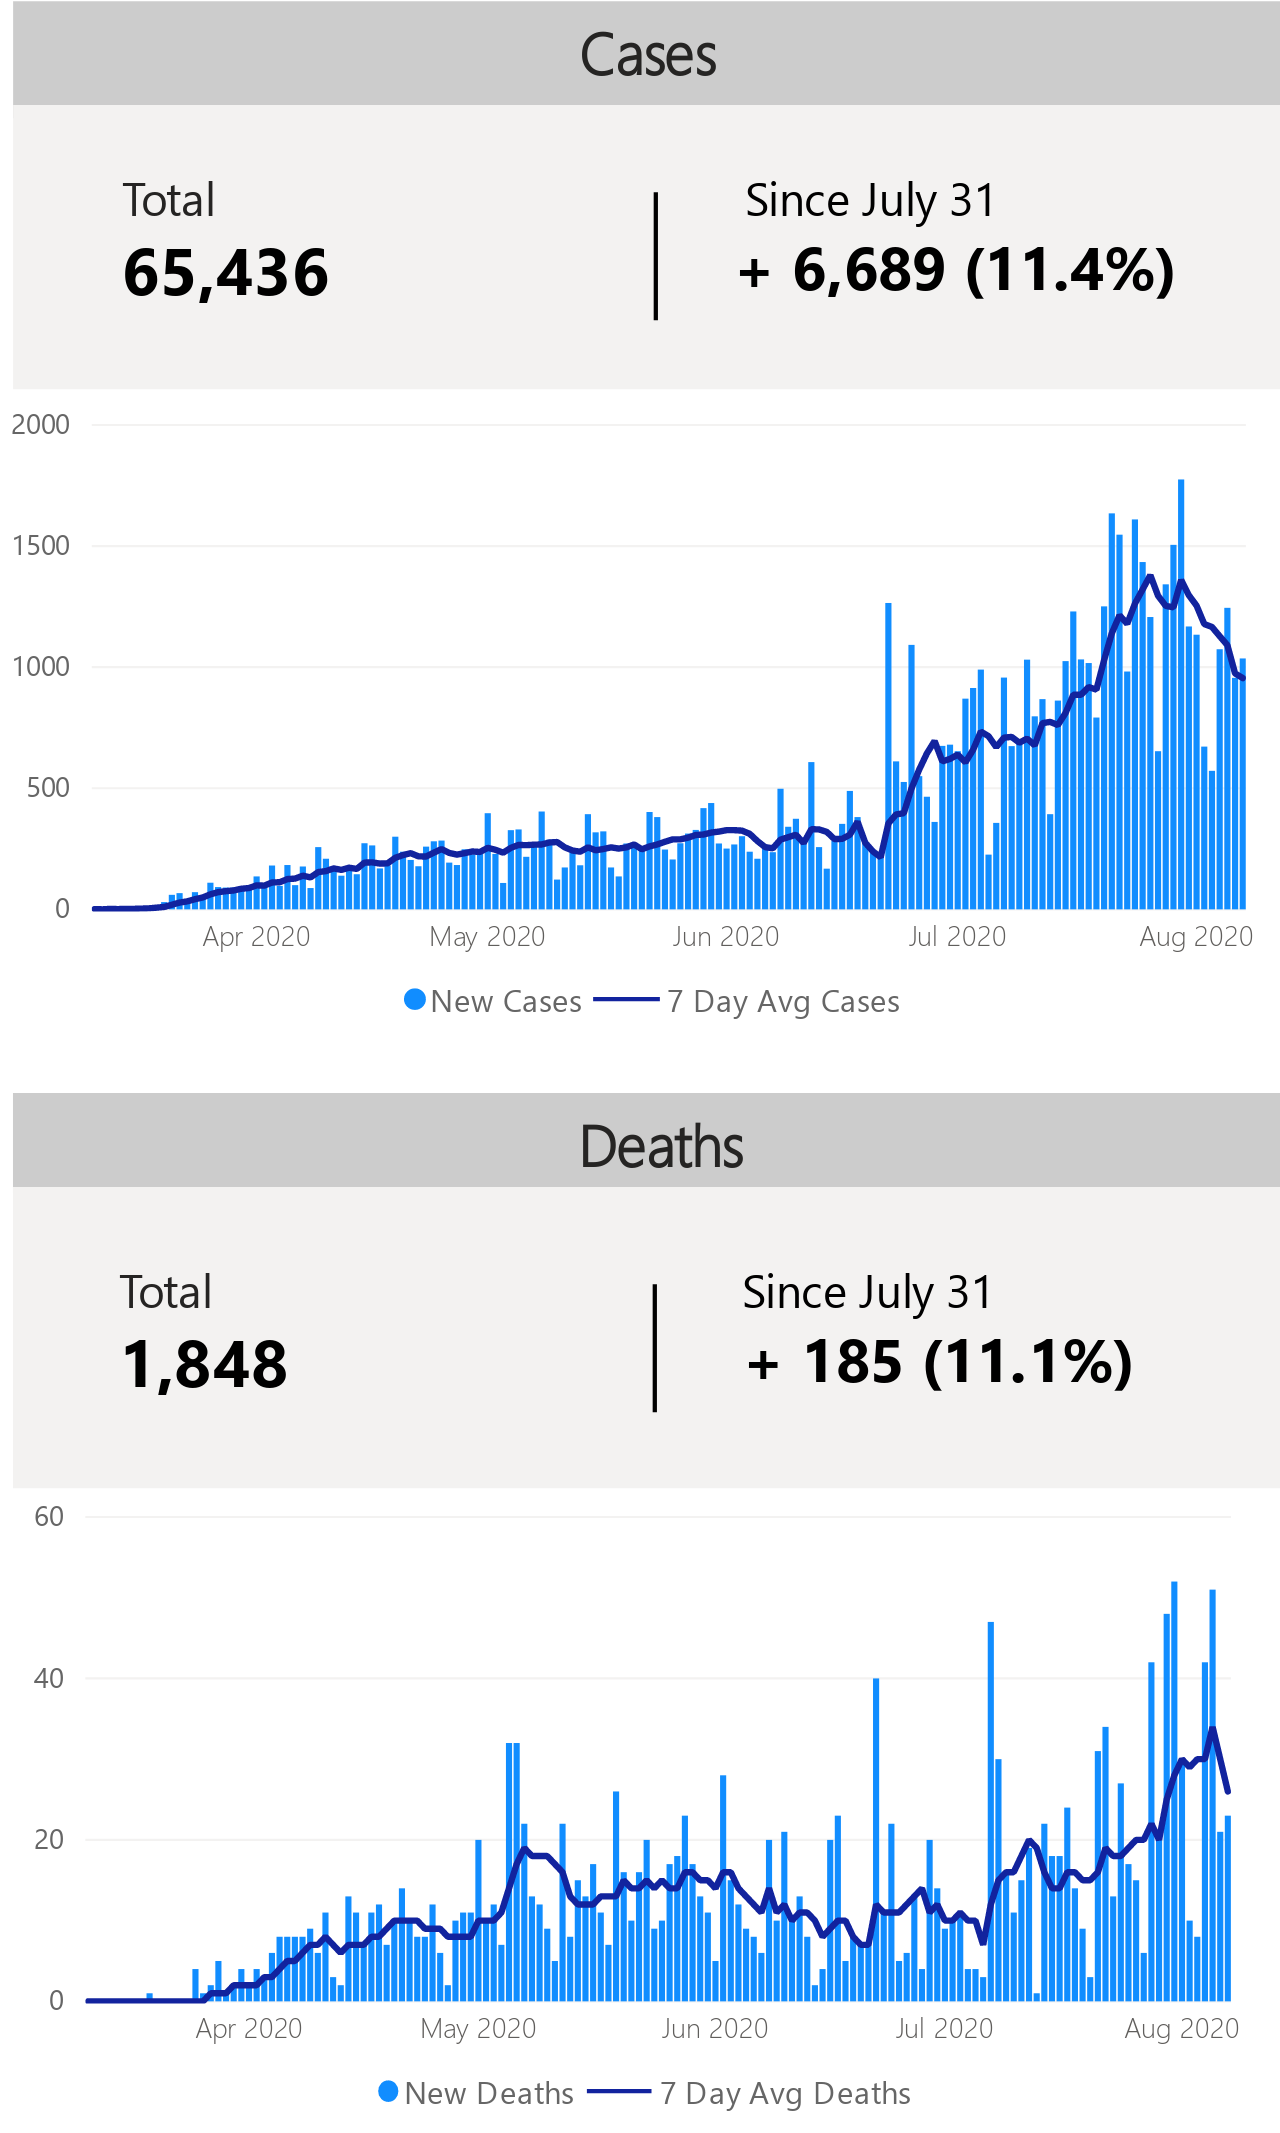 Cases
Total
Since July 31
65,436
+ 6,689 (11.4%)
2000
1500
1000
500
0
Apr 2020
May 2020
Jun 2020
Jul 2020
Aug 2020
New Cases
7 Day Avg Cases
Deaths
Total
Since July 31
1,848
+ 185 (11.1%)
60
40
20
0
Apr 2020
May 2020
Jun 2020
Jul 2020
Aug 2020
New Deaths
7 Day Avg Deaths